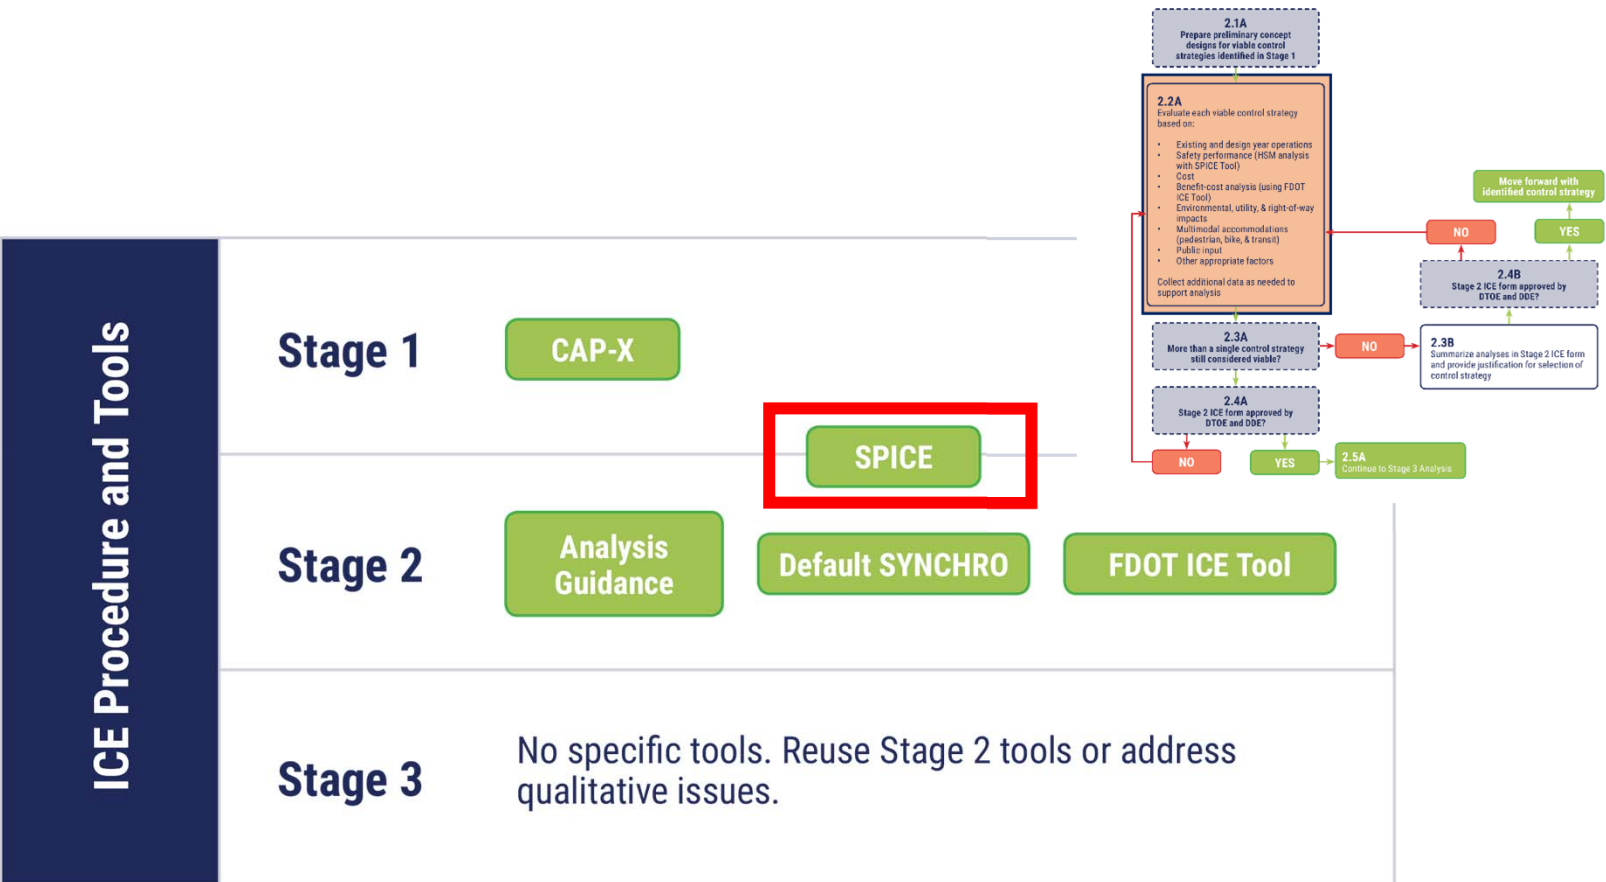 ICE Procedure and Tools
Stage 1
CAP-X
SPICE
Stage 2
Analysis
Guidance
Default SYNCHRO
FDOT ICE Tool
Stage 3
No specific tools. Reuse Stage 2 tools or address
qualitative issues.
2.1A
Prepare preliminary concept
designs for viable control
strategies identified in Stage 1
2.2A
Evaluate each viable control strategy
based on:
• Existing and design year operations
• Safety performance (HSM analysis
with SPICE Tool)
• Cost
• Benefit-cost analysis (using FDOT
ICE Tool)
• Environmental, utility, & right-of-way
impacts
• Multimodal accommodations
(pedestrian, bike, & transit)
• Public input
• Other appropriate factors
Collect additional data as needed to
support analysis
2.3A
More than a single control strategy
still considered viable?
NO
2.3B
Summarize analyses in Stage 2 ICE form
and provide justification for selection of
control strategy
2.4B
Stage 2 ICE form approved by
DTOE and DDE?
NO
YES
Move forward with
identified control strategy
2.4A
Stage 2 ICE form approved by
DTOE and DDE?
NO
YES
2.5A
Continue to Stage 3 Analysis